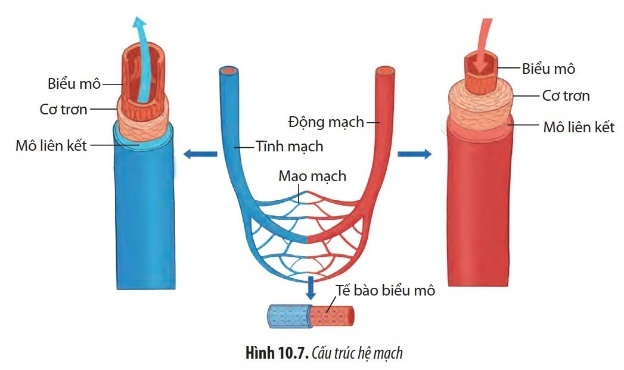 Biểu mô
Cơ trơn
Mô liên kết
Tĩnh mạch
Động mạch
Mao mạch
Tế bào biểu mô
Biểu mô
Cơ trơn
Mô liên kết
Hình 10.7. Cấu trúc hệ mạch